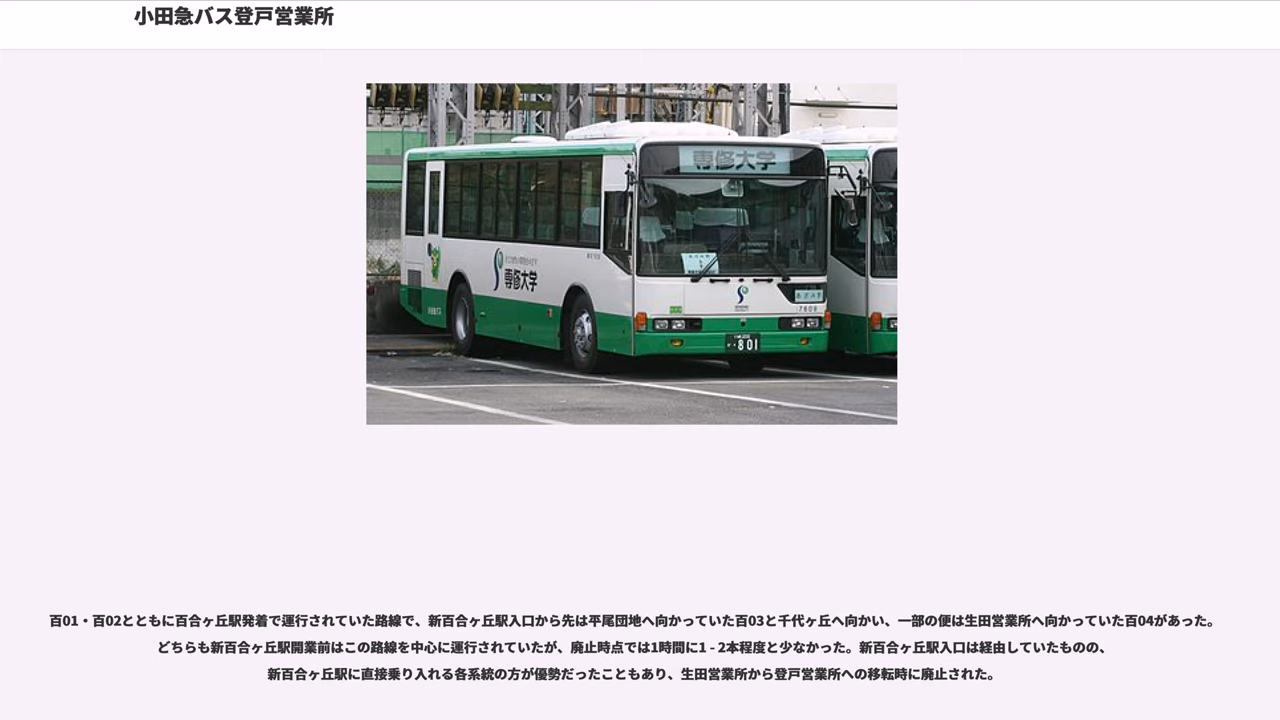 小田急バス登戸営業所
専修大学
専修大学
7809
801
百01・百02とともに百合ヶ丘駅発着で運行されていた路線で、新百合ヶ丘駅入口から先は平尾団地へ向かっていた百03と千代ヶ丘へ向かい、一部の便は生田営業所へ向かっていた百04があった。
どちらも新百合ヶ丘駅開業前はこの路線を中心に運行されていたが、廃止時点では1時間に1 - 2本程度と少なかった。新百合ヶ丘駅入口は経由していたものの、
新百合ヶ丘駅に直接乗り入れる各系統の方が優勢だったこともあり、生田営業所から登戸営業所への移転時に廃止された。